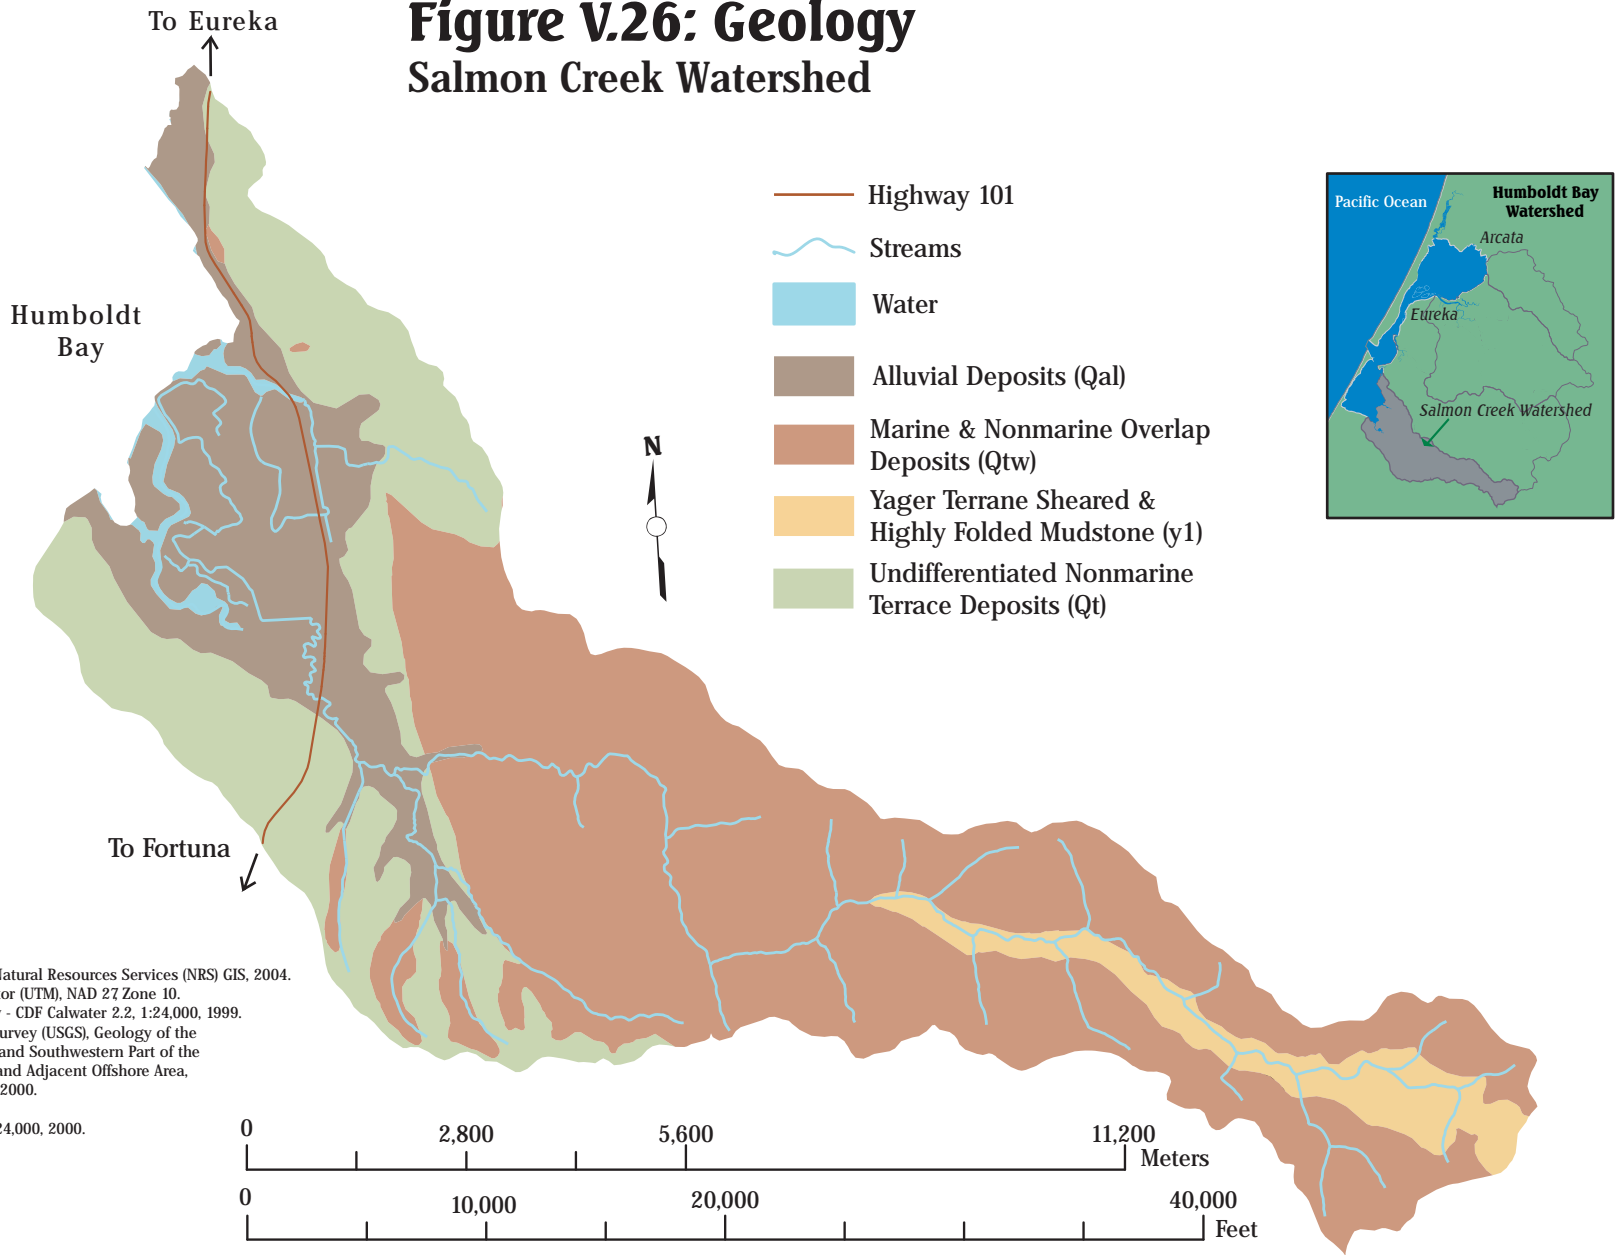 To Eureka
Figure V.26: Geology
Salmon Creek Watershed
Highway 101
Streams
Water
Alluvial Deposits (Qal)
Marine & Nonmarine Overlap
Deposits (Qtw)
Yager Terrane Sheared &
Highly Folded Mudstone (y1)
Undifferentiated Nonmarine
Terrace Deposits (Qt)
N
Pacific Ocean
Humboldt Bay
Watershed
Arcata
Eureka
Salmon Creek Watershed
Humboldt
Bay
To Fortuna
Natural Resources Services (NRS) GIS, 2004.
tor (UTM), NAD 27, Zone 10.
- CDF Calwater 2.2, 1:24,000, 1999.
urvey (USGS), Geology of the
and Southwestern Part of the
and Adjacent Offshore Area,
2000.
24,000, 2000.
0 2,800 5,600 11,200
Meters
0 10,000 20,000 40,000
Feet